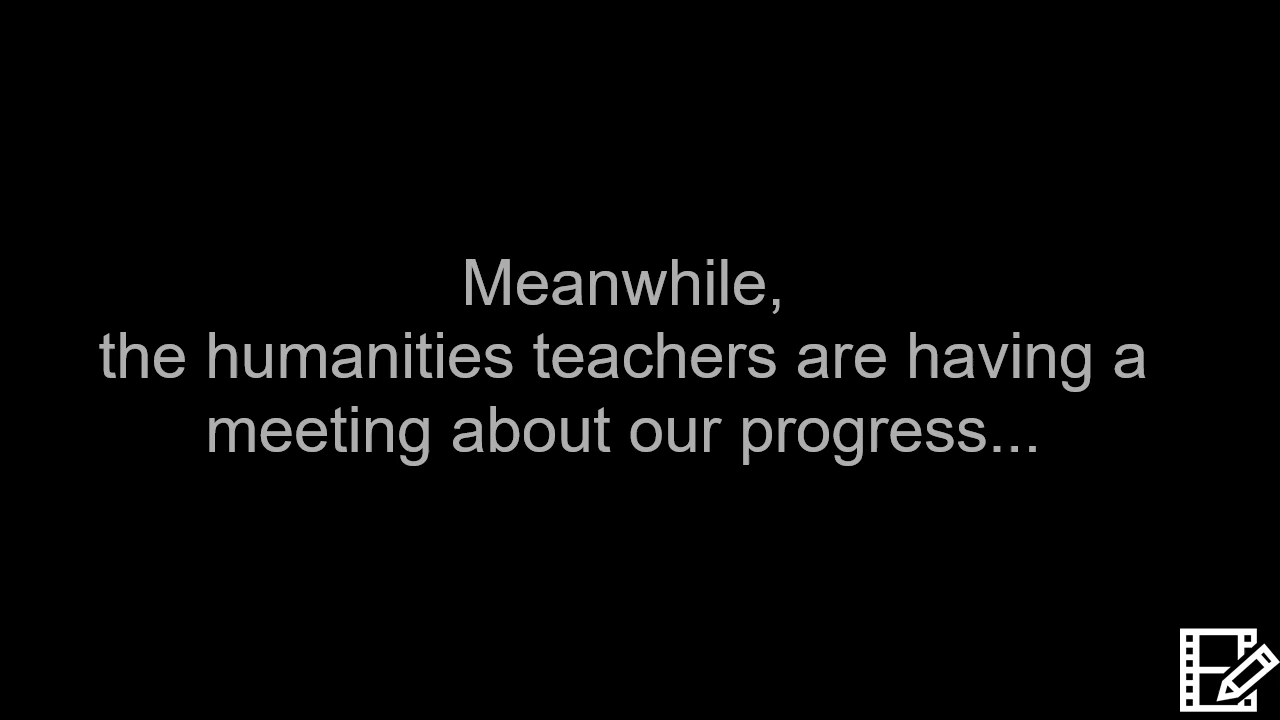 Meanwhile,
the humanities teachers are having a
meeting about our progress...